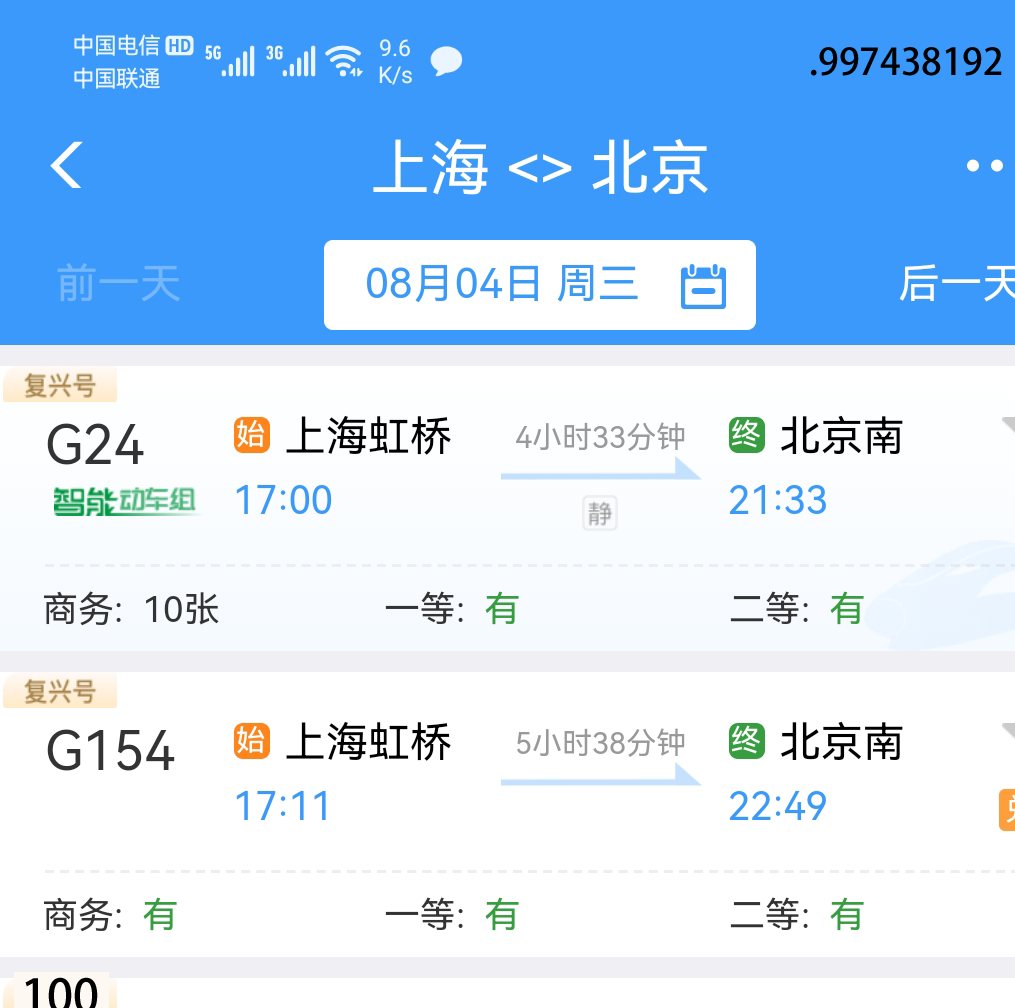 中国电信 HD 5G 3G 9.6 K/s .997438192
中国联通
上海 <> 北京
前一天 08月04日 周三 后一天
复兴号
G24 始 上海虹桥 4小时33分钟 终 北京南
智能动车组 17:00 静 21:33
商务: 10张 一等: 有 二等: 有
复兴号
G154 始 上海虹桥 5小时38分钟 终 北京南
17:11 22:49
商务: 有 一等: 有 二等: 有
100